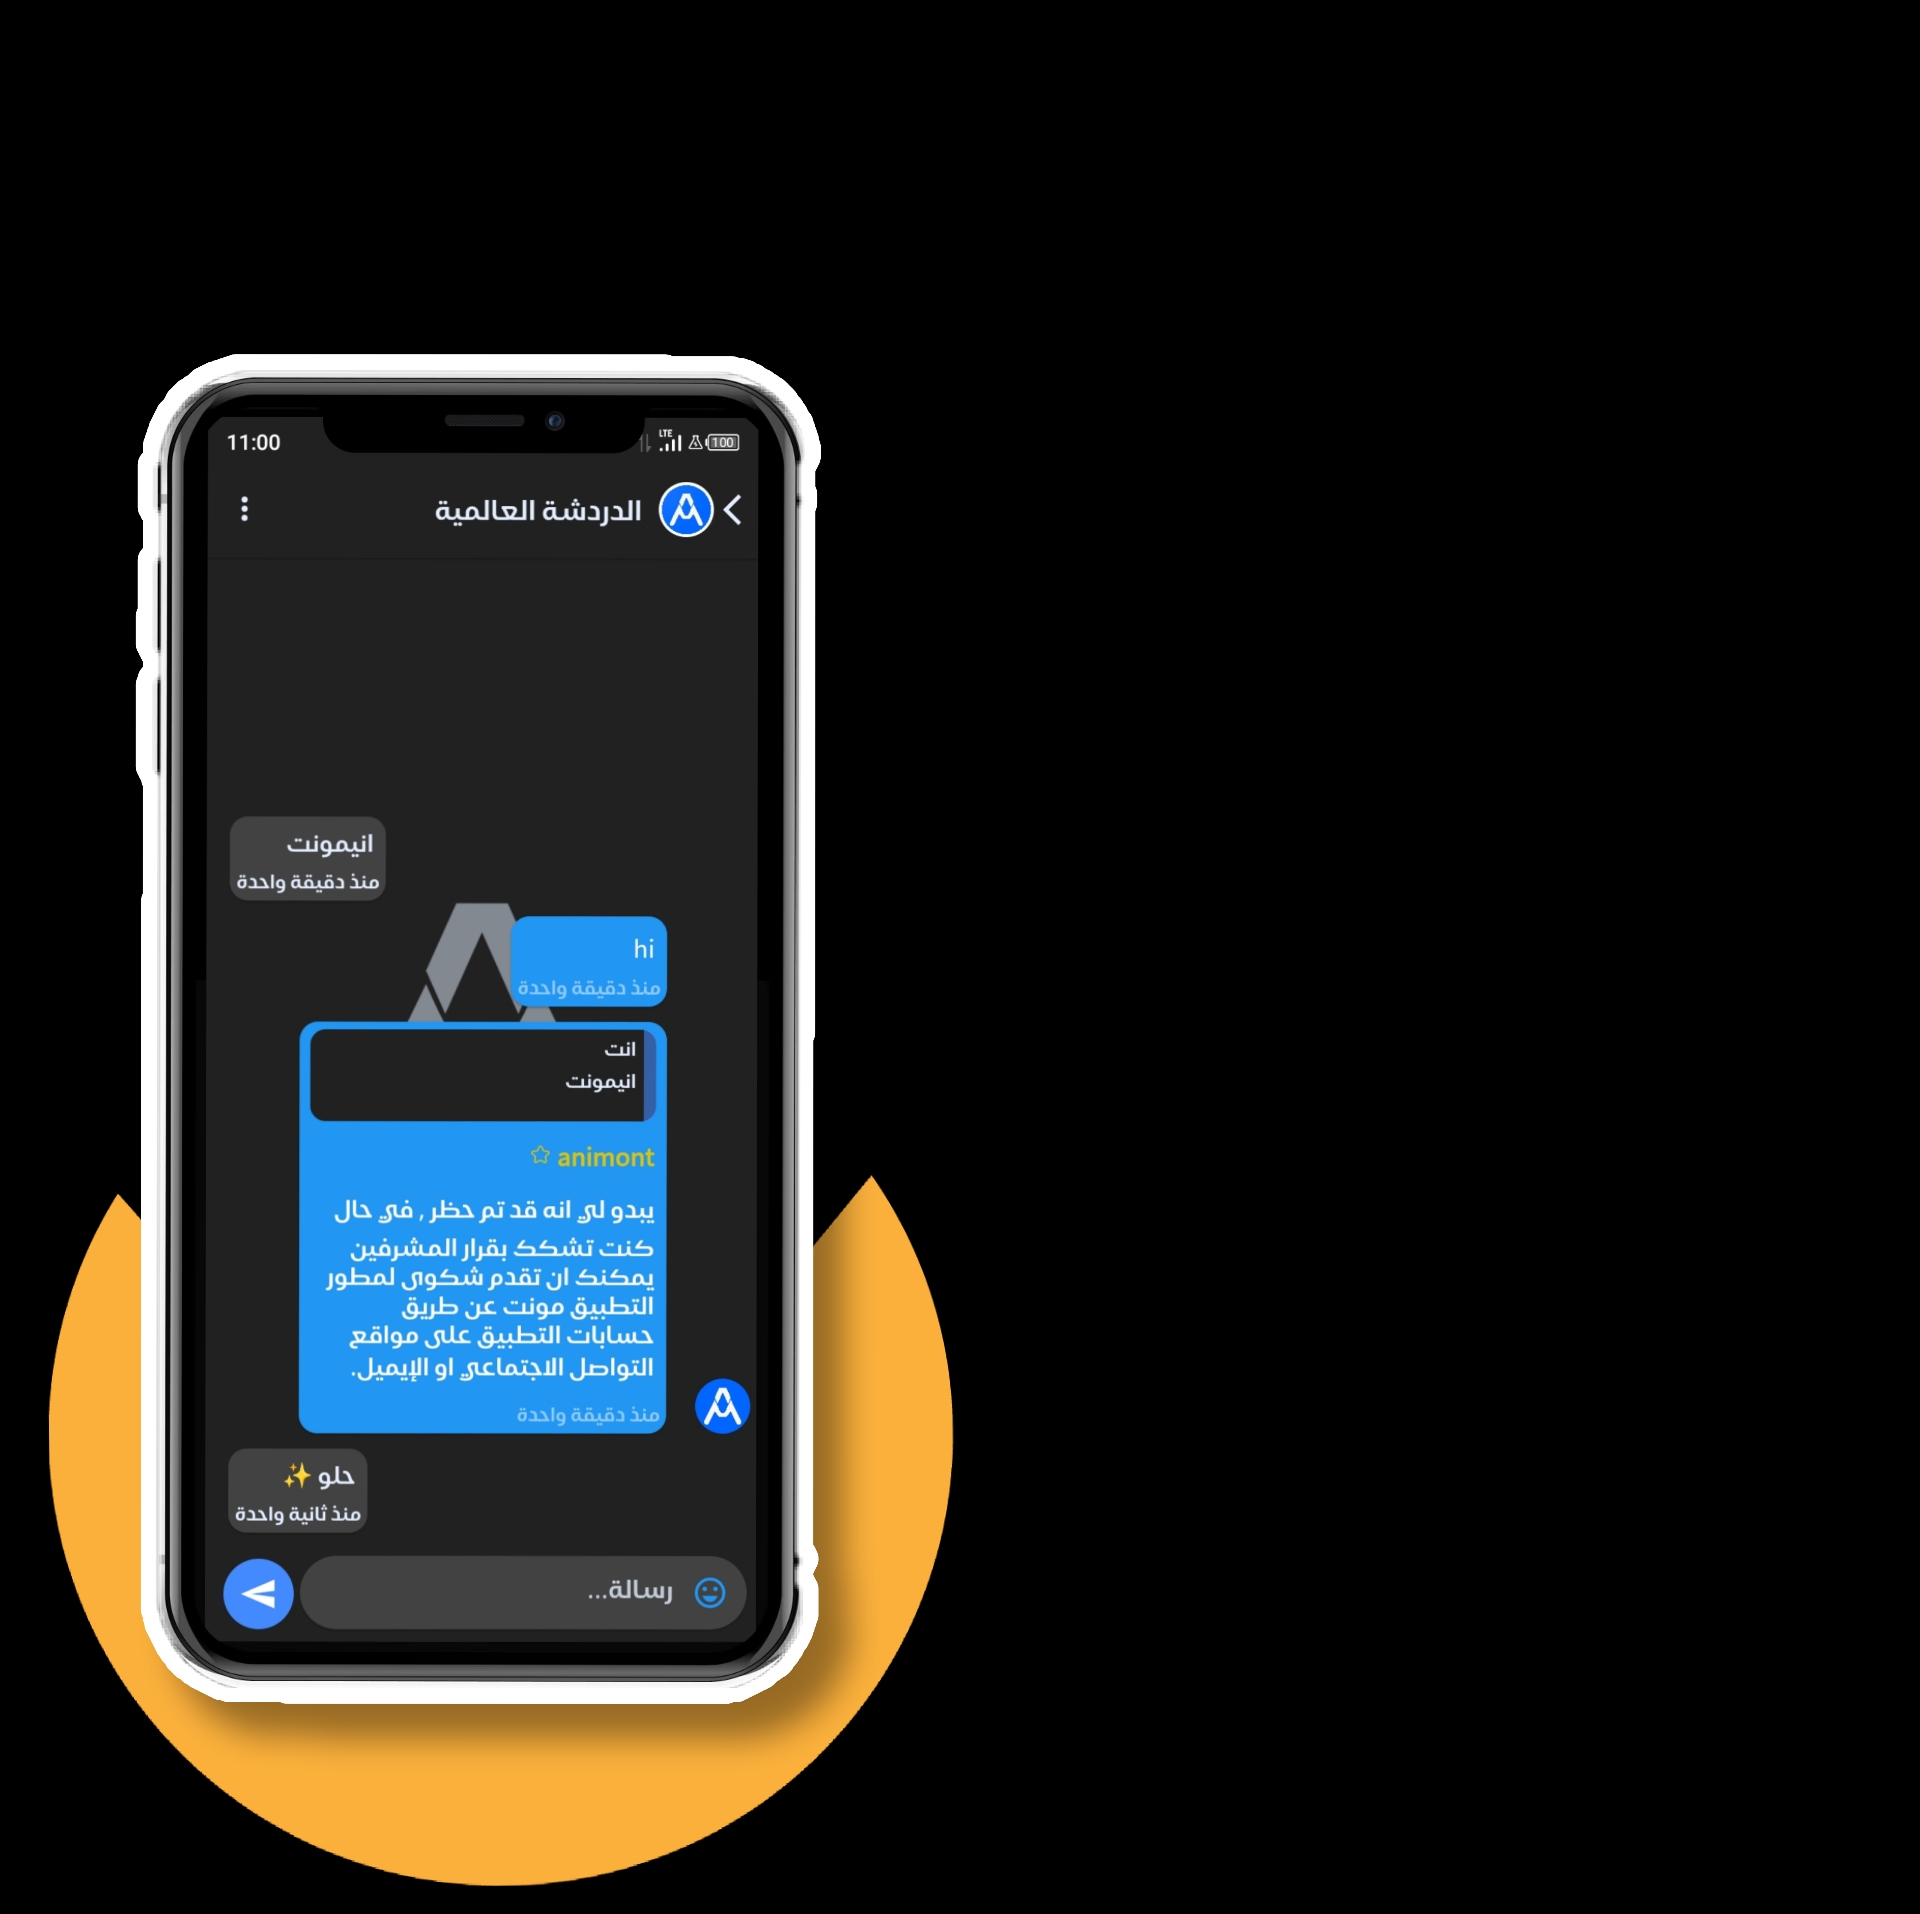 11:00
LTE
100
الدردشة العالمية
انيمونت
منذ دقيقة واحدة
hi
منذ دقيقة واحدة
انت
انيمونت
animont ☆
يبدو لي انه قد تم حظر , في حال
كنت تشكك بقرار المشرفين
يمكنك ان تقدم شكوى لمطور
التطبيق مونت عن طريق
حسابات التطبيق على مواقع
التواصل الاجتماعي او الإيميل.
منذ دقيقة واحدة
حلو ✨
منذ ثانية واحدة
رسالة...